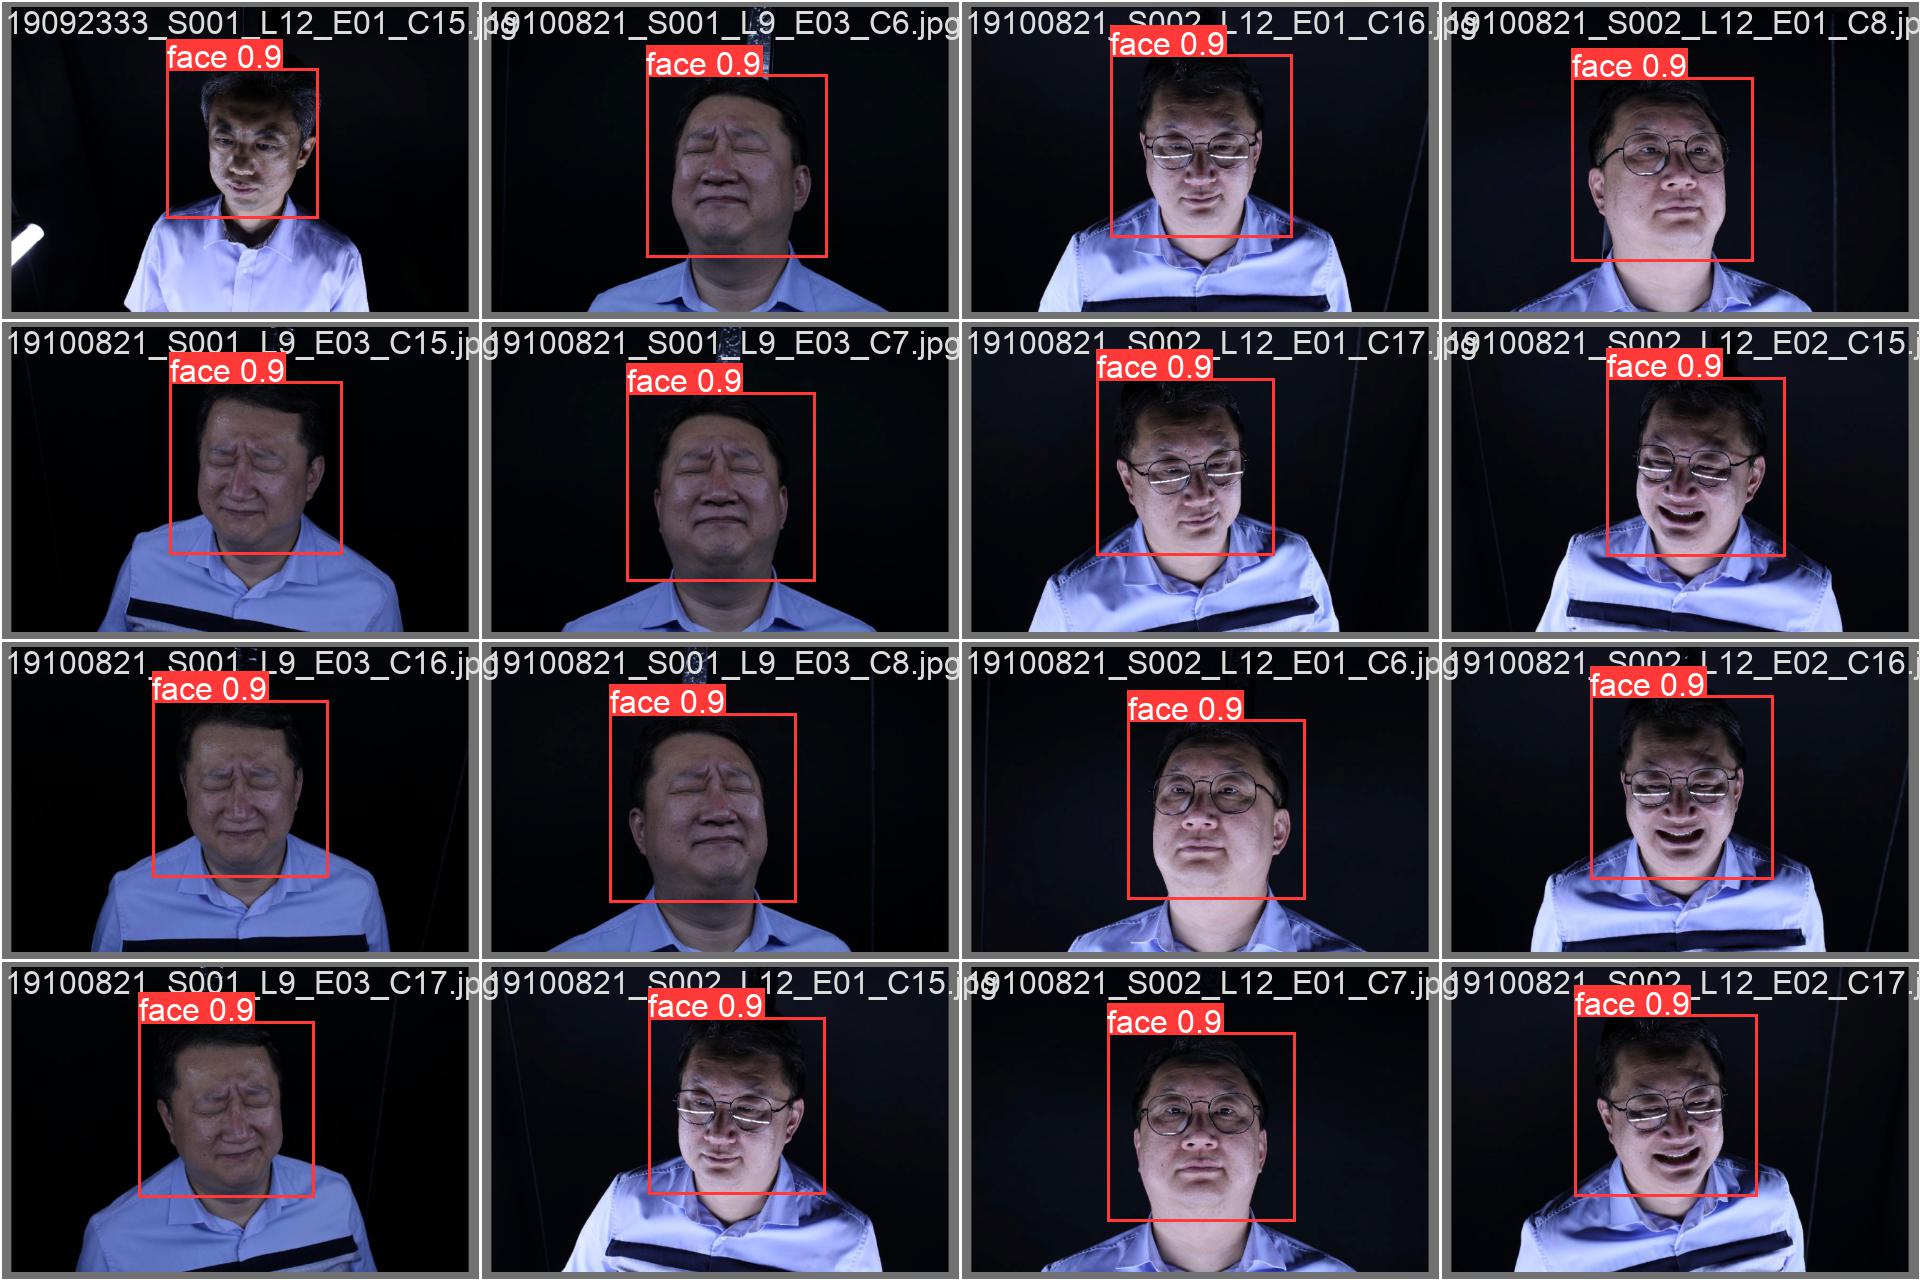 19092333_S001_L12_E01_C15.jpg
face 0.9
19100821_S001_L9_E03_C6.jpg
face 0.9
19100821_S002_L12_E01_C16.jpg
face 0.9
19100821_S002_L12_E01_C8.jp
face 0.9
19100821_S001_L9_E03_C15.jpg
face 0.9
19100821_S001_L9_E03_C7.jpg
face 0.9
19100821_S002_L12_E01_C17.jpg
face 0.9
19100821_S002_L12_E02_C15.j
face 0.9
19100821_S001_L9_E03_C16.jpg
face 0.9
19100821_S001_L9_E03_C8.jpg
face 0.9
19100821_S002_L12_E01_C6.jpg
face 0.9
19100821_S002_L12_E02_C16.j
face 0.9
19100821_S001_L9_E03_C17.jpg
face 0.9
19100821_S002_L12_E01_C15.jpg
face 0.9
19100821_S002_L12_E01_C7.jpg
face 0.9
19100821_S002_L12_E02_C17.j
face 0.9